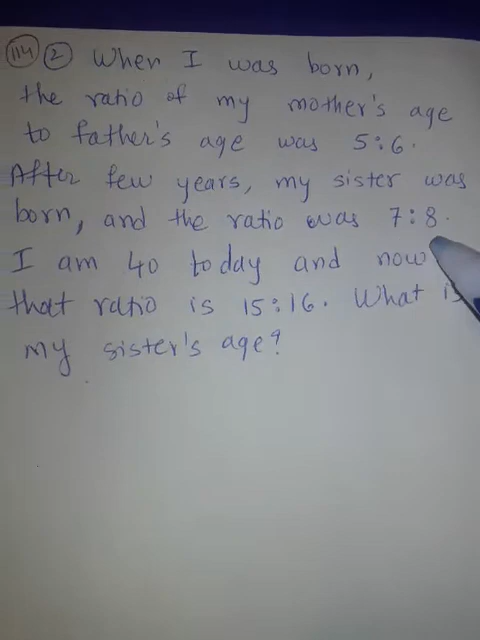 114 2 When I was born,
the ratio of my mother's age
to father's age was 5:6.
After few years, my sister was
born, and the ratio was 7:8.
I am 40 today and now
that ratio is 15:16. What is
my sister's age?